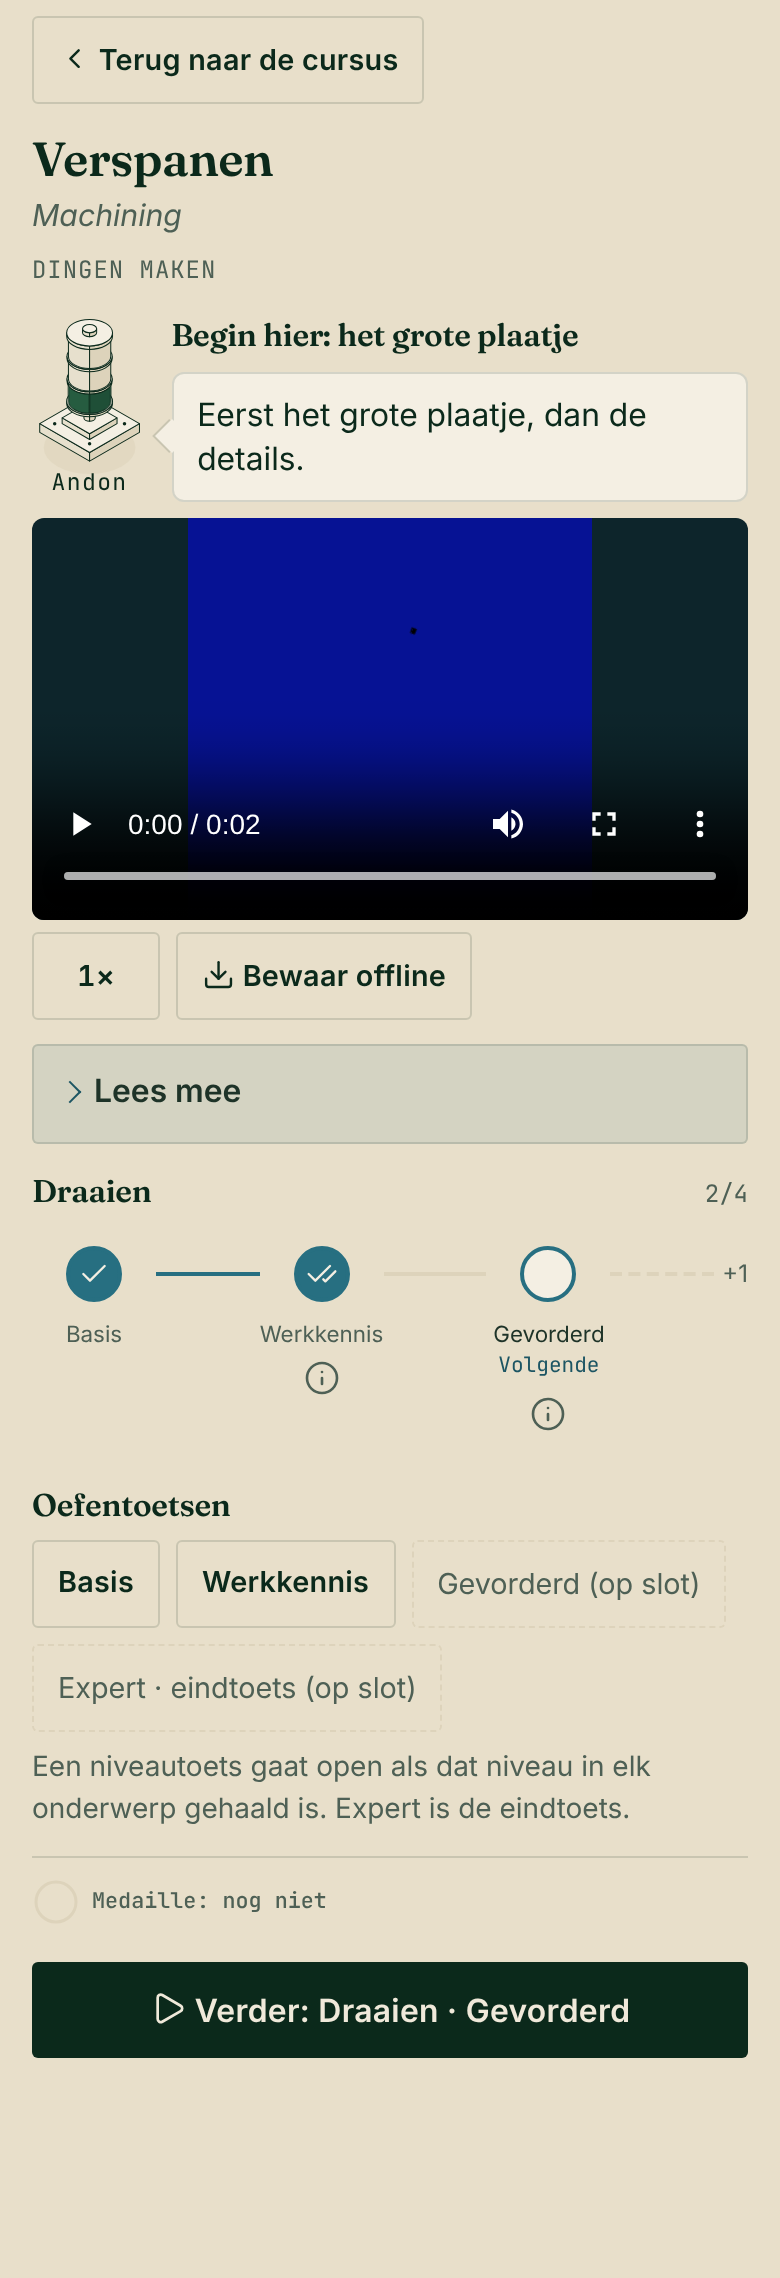 Terug naar de cursus
Verspanen
Machining
DINGEN MAKEN
Begin hier: het grote plaatje
Eerst het grote plaatje, dan de
details.
Andon
0:00 / 0:02
1×
Bewaar offline
Lees mee
Draaien
2/4
+1
Basis
Werkkennis
Gevorderd
Volgende
Oefentoetsen
Basis
Werkkennis
Gevorderd (op slot)
Expert · eindtoets (op slot)
Een niveautoets gaat open als dat niveau in elk
onderwerp gehaald is. Expert is de eindtoets.
Medaille: nog niet
Verder: Draaien · Gevorderd